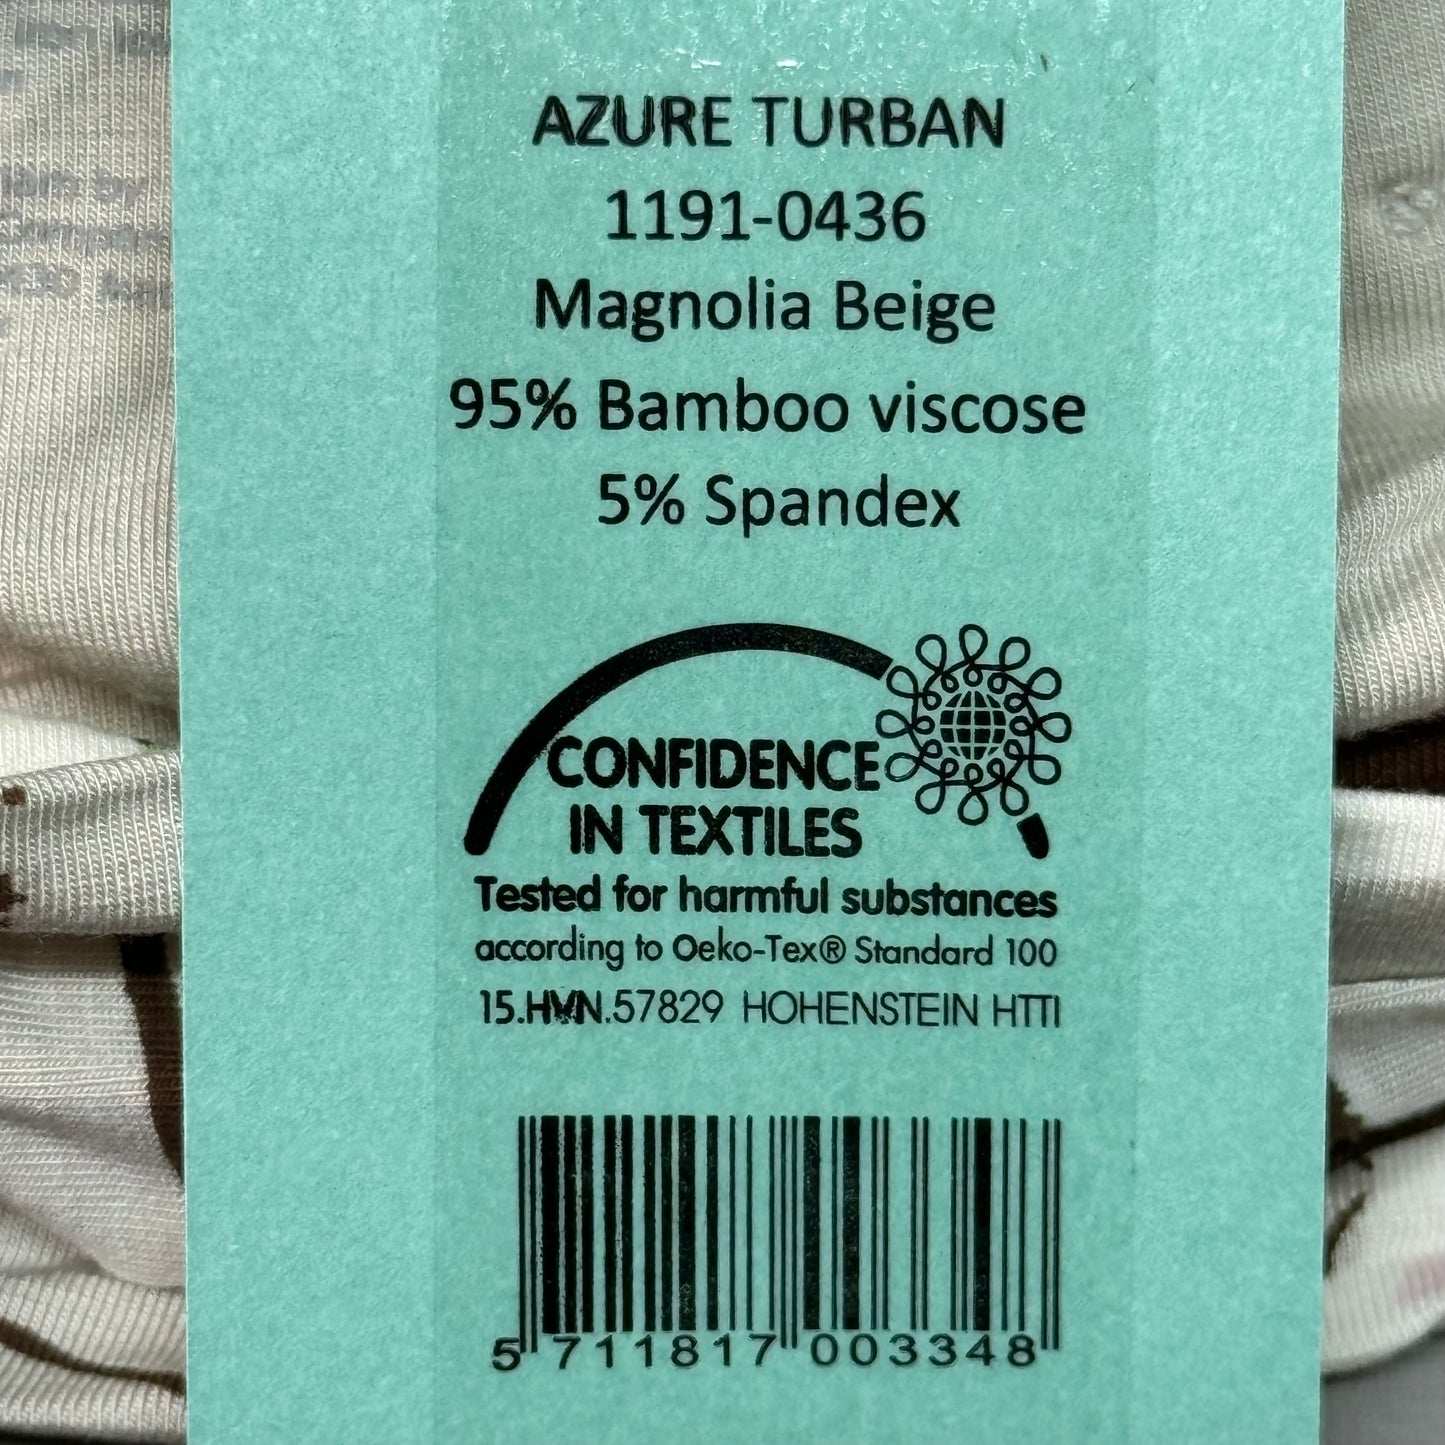 AZURE TURBAN
1191-0436
Magnolia Beige
95% Bamboo viscose
5% Spandex
CONFIDENCE
IN TEXTILES
Tested for harmful substances
according to Oeko-Tex® Standard 100
15.HVN.57829 HOHENSTEIN HTTI
5 711817 003348